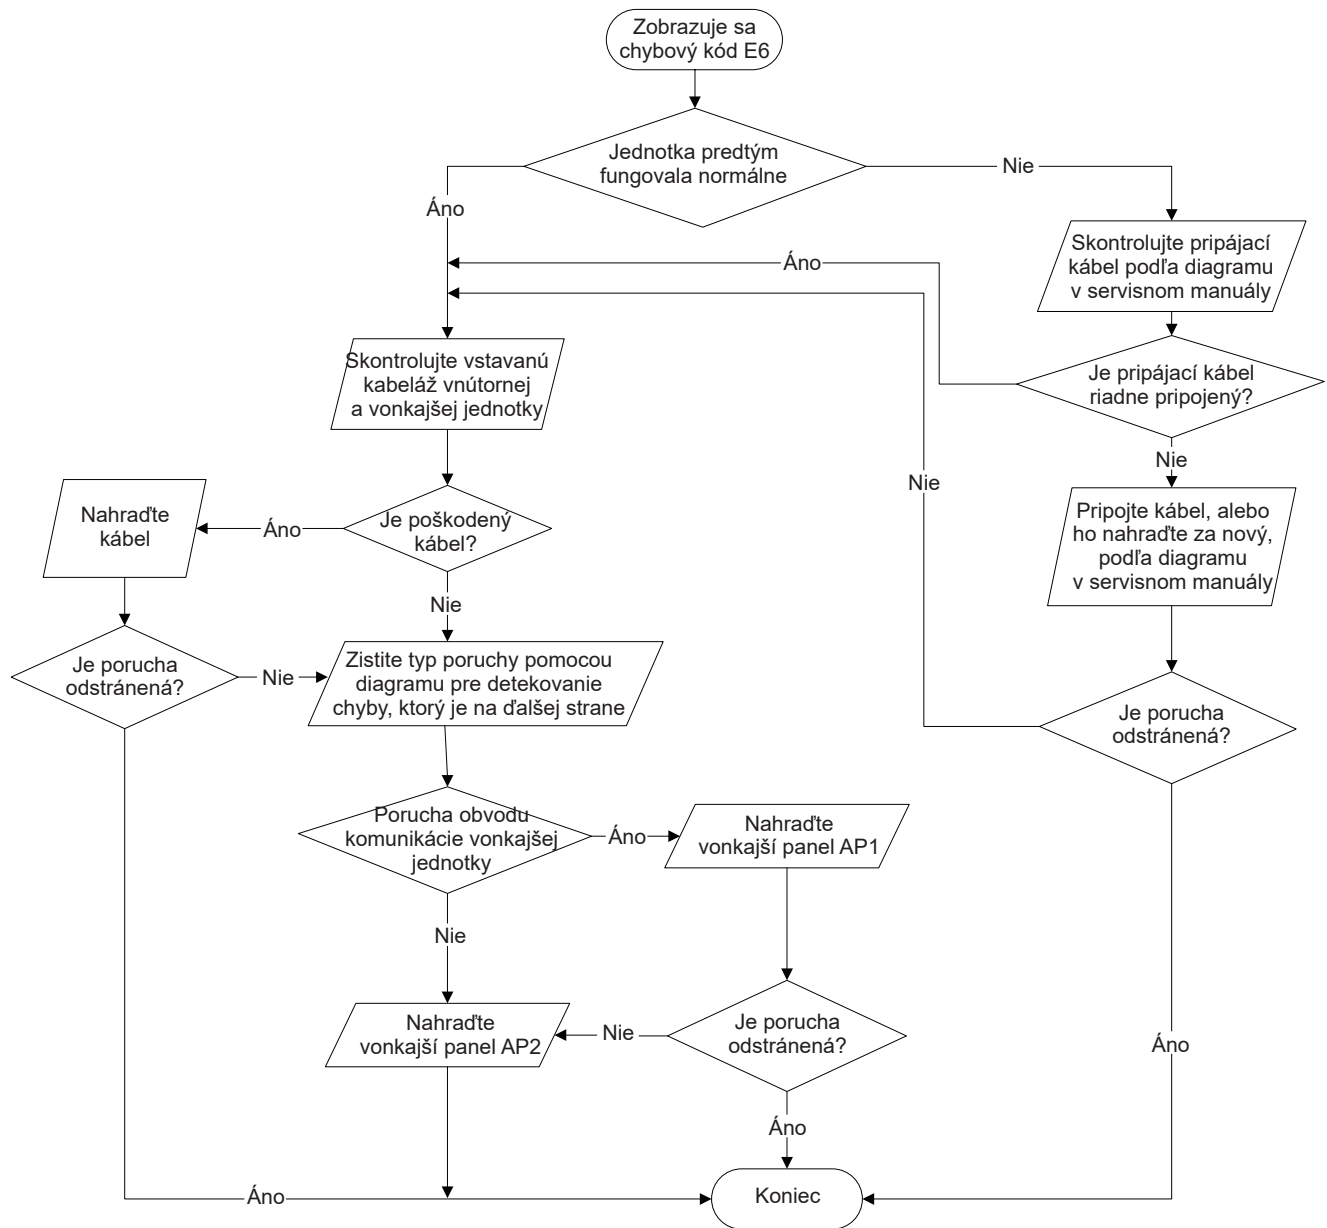 Zobrazuje sa
chybový kód E6
Jednotka predtým
fungovala normálne
Nie
Áno
Skontrolujte pripájací
kábel podľa diagramu
v servisnom manuály
Áno
Skontrolujte vstavanú
kabeláž vnútornej
a vonkajšej jednotky
Je pripájací kábel
riadne pripojený?
Nie
Nie
Nahraďte
kábel
Áno
Je poškodený
kábel?
Pripojte kábel, alebo
ho nahraďte za nový,
podľa diagramu
v servisnom manuály
Nie
Je porucha
odstránená?
Nie
Zistite typ poruchy pomocou
diagramu pre detekovanie
chyby, ktorý je na ďalšej strane
Je porucha
odstránená?
Porucha obvodu
komunikácie vonkajšej
jednotky
Áno
Nahraďte
vonkajší panel AP1
Nie
Nahraďte
vonkajší panel AP2
Nie
Je porucha
odstránená?
Áno
Áno
Áno
Koniec